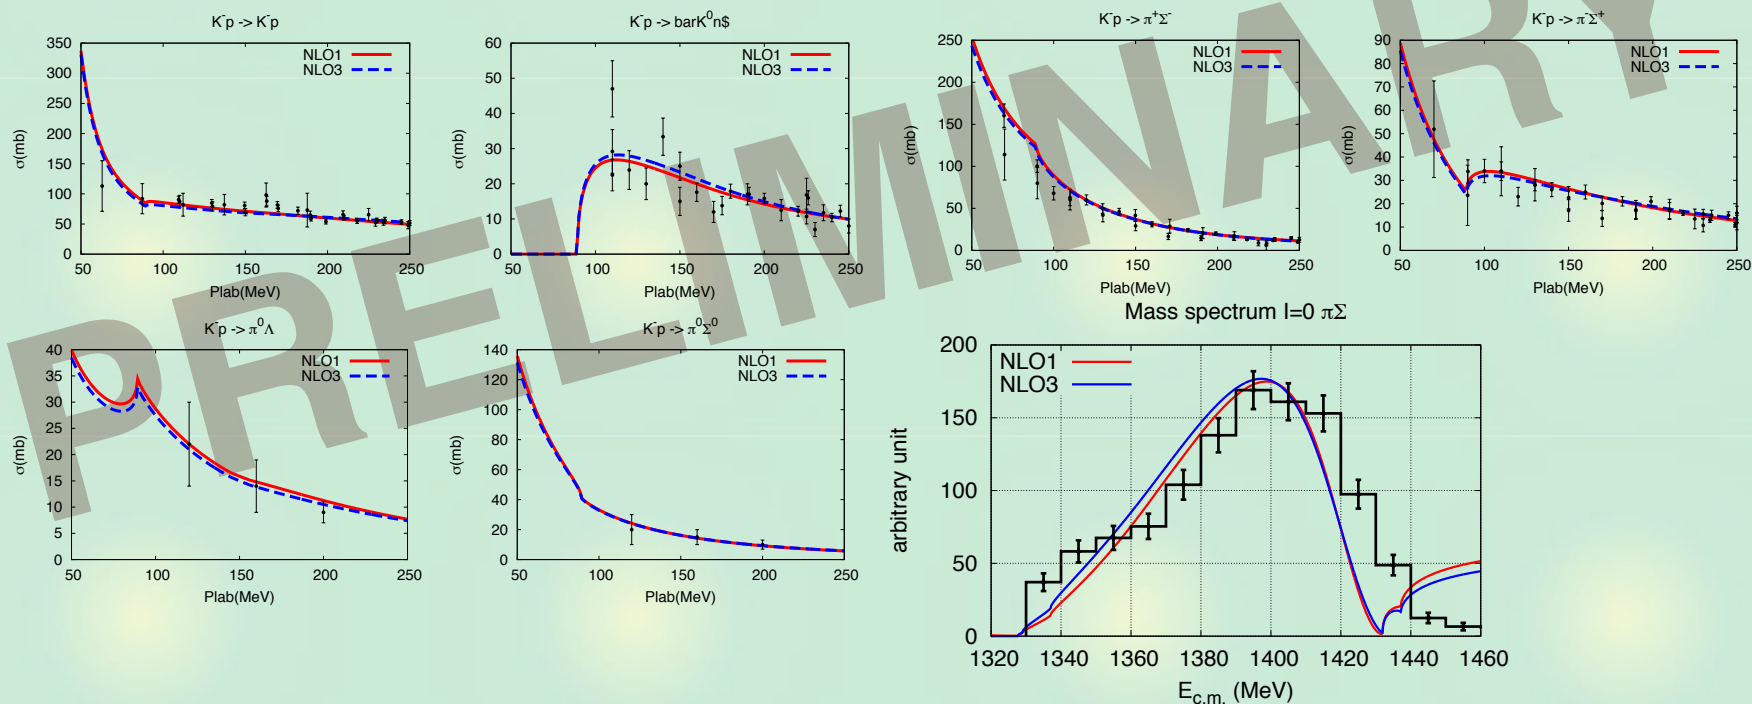 K⁻p -> K⁻p
350
300
250
200
150
100
50
0
σ(mb)
NLO1
NLO3
50 100 150 200 250
Plab(MeV)
K⁻p -> barK⁰n$
60
50
40
30
20
10
0
σ(mb)
NLO1
NLO3
50 100 150 200 250
Plab(MeV)
K⁻p -> π⁺Σ⁻
250
200
150
100
50
0
σ(mb)
NLO1
NLO3
50 100 150 200 250
Plab(MeV)
K⁻p -> π⁻Σ⁺
90
80
70
60
50
40
30
20
10
0
σ(mb)
NLO1
NLO3
50 100 150 200 250
Plab(MeV)
PRELIMINARY
K⁻p -> π⁰Λ
40
35
30
25
20
15
10
5
0
σ(mb)
NLO1
NLO3
50 100 150 200 250
Plab(MeV)
K⁻p -> π⁰Σ⁰
140
120
100
80
60
40
20
0
σ(mb)
NLO1
NLO3
50 100 150 200 250
Plab(MeV)
Mass spectrum I=0 πΣ
200
150
100
50
0
arbitrary unit
NLO1
NLO3
1320 1340 1360 1380 1400 1420 1440 1460
E_c.m. (MeV)